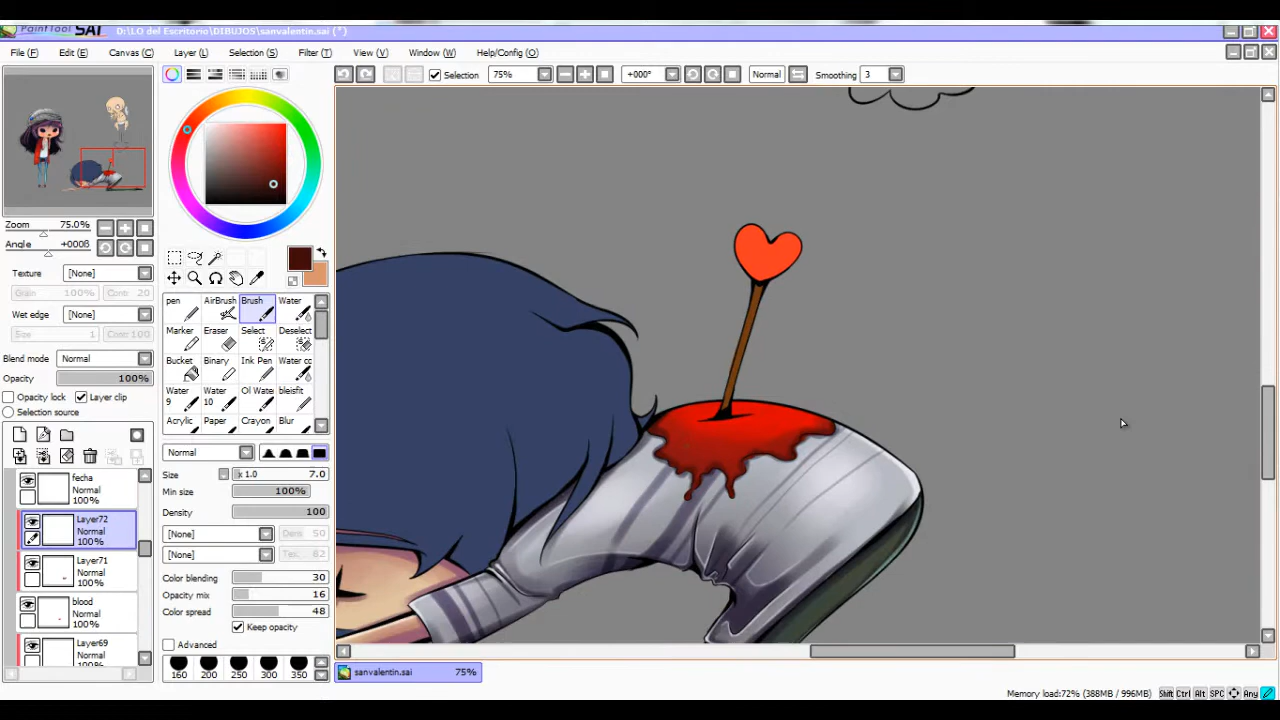 PaintTool SAI D:\LO del Escritorio\DIBUJOS\sanvalentin.sai (*)
File (F) Edit (E) Canvas (C) Layer (L) Selection (S) Filter (T) View (V) Window (W) Help/Config (O)
Selection 75% +000° Normal Smoothing 3
Zoom 75.0%
Angle +000ß
Texture [None]
Grain 100% Cont. 20
Wet edge [None]
Size 1 Cont: 100
Blend mode Normal
Opacity 100%
Opacity lock Layer clip
Selection source
fecha
Normal
100%
Layer72
Normal
100%
Layer71
Normal
100%
blood
Normal
100%
Layer69
Normal
pen AirBrush Brush Water
Marker Eraser Select Deselect
Bucket Binary Ink Pen Water cc
Water 9 Water 10 Ol Wate bleisfit
Acrylic Paper Crayon Blur
Normal
Size x 1.0 7.0
Min size 100%
Density 100
[None] Dens 50
[None] Tex. 82
Color blending 30
Opacity mix 16
Color spread 48
Keep opacity
Advanced
160 200 250 300 350
sanvalentin.sai 75%
Memory load:72% (388MB / 996MB) Shift Ctrl Alt SPC Any